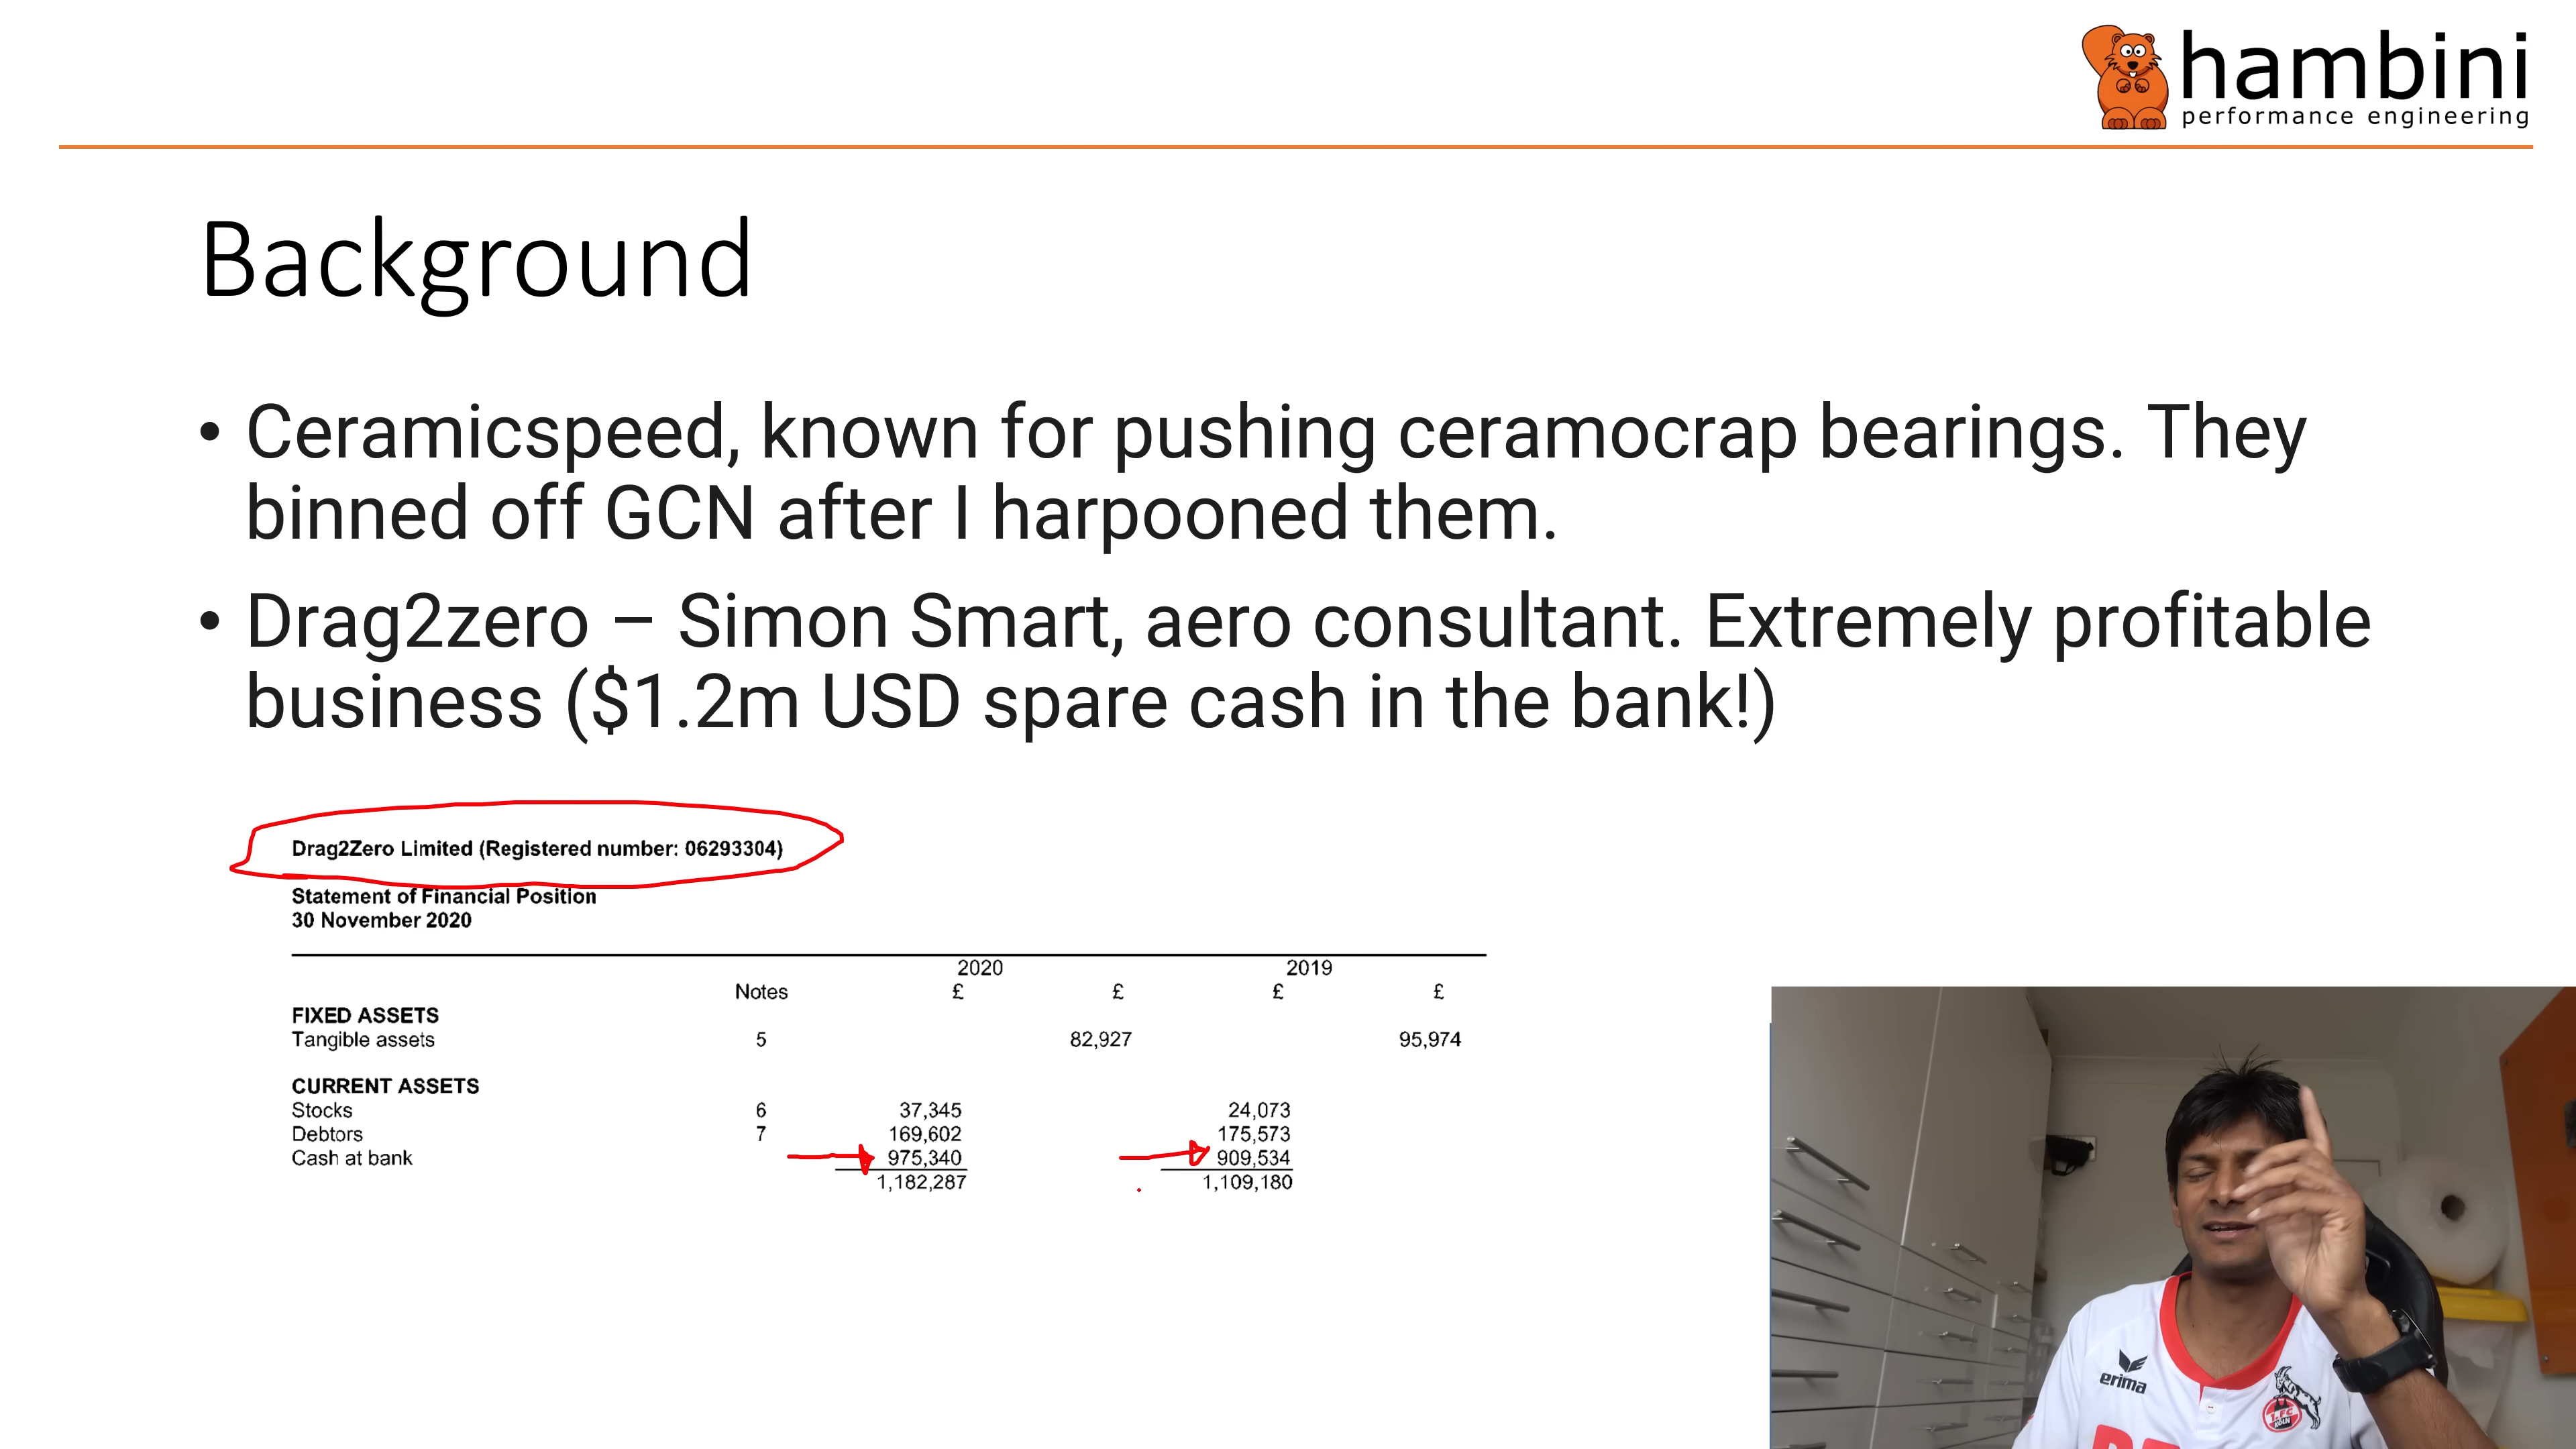 hambini
performance engineering
Background
• Ceramicspeed, known for pushing ceramocrap bearings. They
binned off GCN after I harpooned them.
• Drag2zero – Simon Smart, aero consultant. Extremely profitable
business ($1.2m USD spare cash in the bank!)
Drag2Zero Limited (Registered number: 06293304)
Statement of Financial Position
30 November 2020
2020 2019
Notes £ £ £ £
FIXED ASSETS
Tangible assets 5 82,927 95,974
CURRENT ASSETS
Stocks 6 37,345 24,073
Debtors 7 169,602 175,573
Cash at bank 975,340 909,534
1,182,287 1,109,180
erima
1.FC
KÖLN